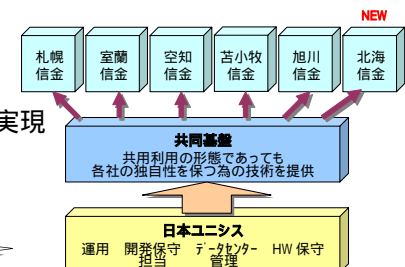 NEW
札幌 室蘭 空知 苫小牧 旭川 北海
信金 信金 信金 信金 信金 信金
実現
共同基盤
共用利用の形態であっても
各社の独自性を保つ為の技術を提供
日本ユニシス
運用 開発保守 ﾃﾞｰﾀｾﾝﾀｰ HW 保守
担当 管理